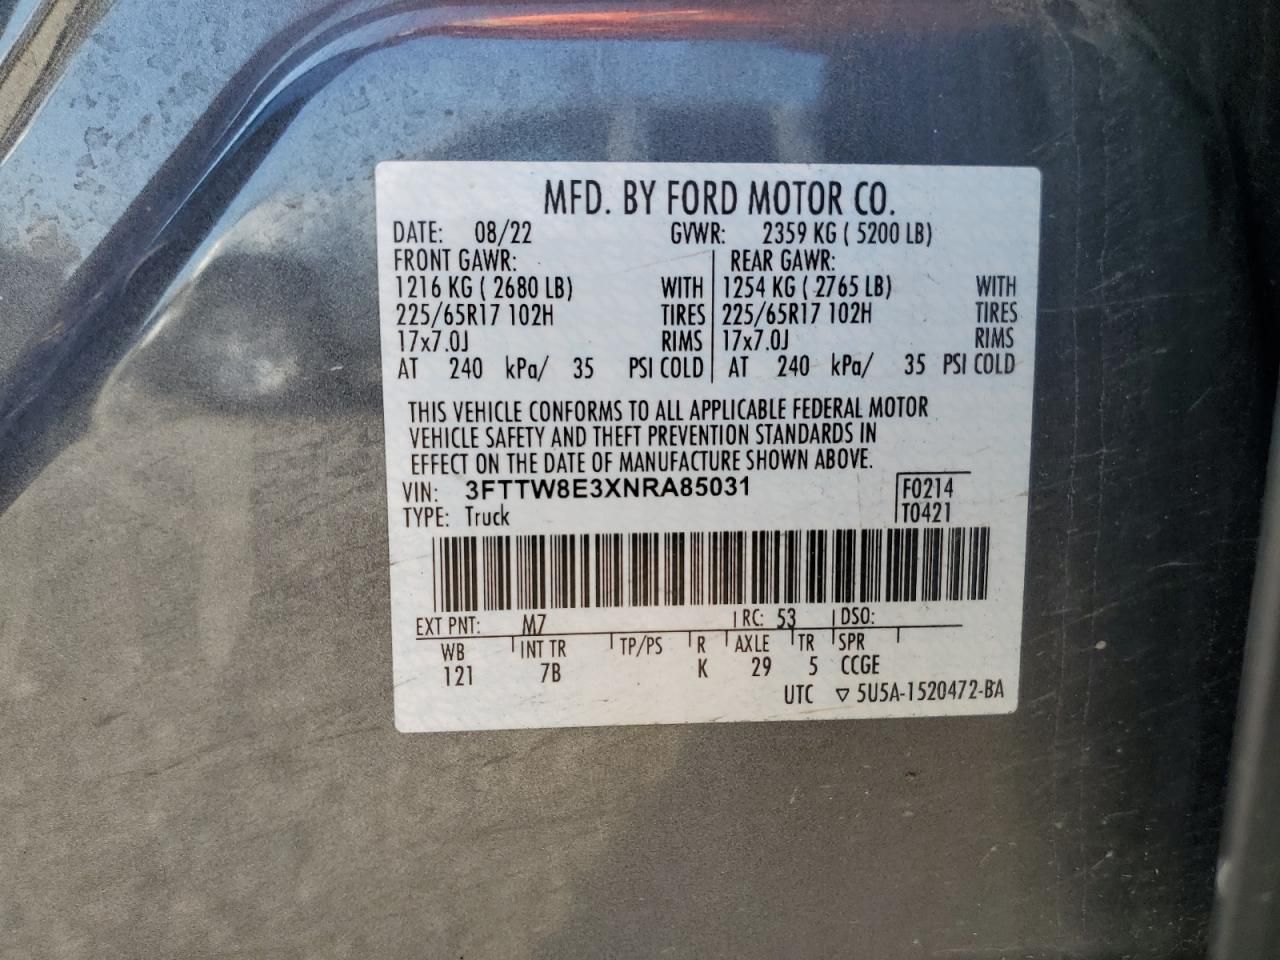 MFD. BY FORD MOTOR CO.
DATE: 08/22 GVWR: 2359 KG ( 5200 LB)
FRONT GAWR: REAR GAWR:
1216 KG ( 2680 LB) WITH 1254 KG ( 2765 LB) WITH
225/65R17 102H TIRES 225/65R17 102H TIRES
17x7.0J RIMS 17x7.0J RIMS
AT 240 kPa/ 35 PSI COLD AT 240 kPa/ 35 PSI COLD
THIS VEHICLE CONFORMS TO ALL APPLICABLE FEDERAL MOTOR
VEHICLE SAFETY AND THEFT PREVENTION STANDARDS IN
EFFECT ON THE DATE OF MANUFACTURE SHOWN ABOVE.
VIN: 3FTTW8E3XNRA85031 F0214
TYPE: Truck T0421
EXT PNT: M7 RC: 53 DSO:
WB INT TR TP/PS R AXLE TR SPR
121 7B K 29 5 CCGE
UTC ▽ 5U5A-1520472-BA